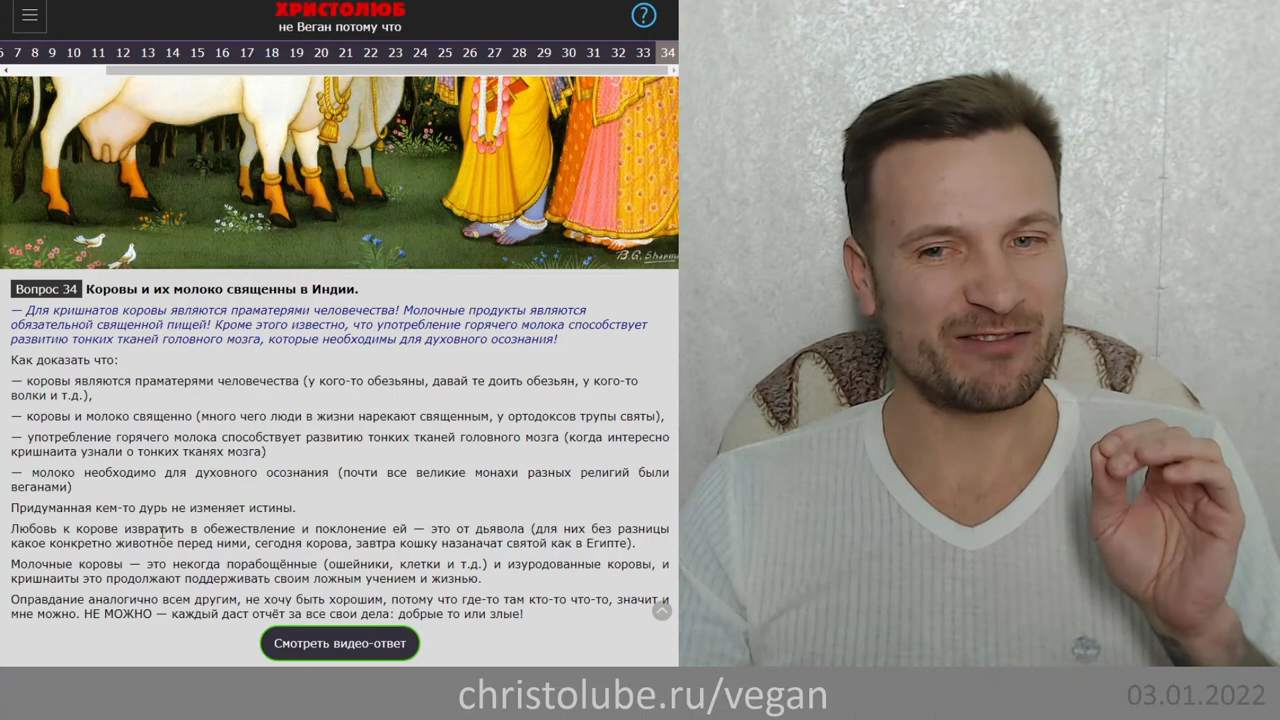 ХРИСТОЛЮБ
не Веган потому что
?
6 7 8 9 10 11 12 13 14 15 16 17 18 19 20 21 22 23 24 25 26 27 28 29 30 31 32 33 34
B.G. Sharma
Вопрос 34 Коровы и их молоко священны в Индии.
— Для кришнатов коровы являются праматерями человечества! Молочные продукты являются
обязательной священной пищей! Кроме этого известно, что употребление горячего молока способствует
развитию тонких тканей головного мозга, которые необходимы для духовного осознания!
Как доказать что:
— коровы являются праматерями человечества (у кого-то обезьяны, давай те доить обезьян, у кого-то
волки и т.д.),
— коровы и молоко священно (много чего люди в жизни нарекают священным, у ортодоксов трупы святы),
— употребление горячего молока способствует развитию тонких тканей головного мозга (когда интересно
кришнаита узнали о тонких тканях мозга)
— молоко необходимо для духовного осознания (почти все великие монахи разных религий были
веганами)
Придуманная кем-то дурь не изменяет истины.
Любовь к корове извратить в обежествление и поклонение ей — это от дьявола (для них без разницы
какое конкретно животное перед ними, сегодня корова, завтра кошку назаначат святой как в Египте).
Молочные коровы — это некогда порабощённые (ошейники, клетки и т.д.) и изуродованные коровы, и
кришнаиты это продолжают поддерживать своим ложным учением и жизнью.
Оправдание аналогично всем другим, не хочу быть хорошим, потому что где-то там кто-то что-то, значит и
мне можно. НЕ МОЖНО — каждый даст отчёт за все свои дела: добрые то или злые!
Смотреть видео-ответ
christolube.ru/vegan
03.01.2022